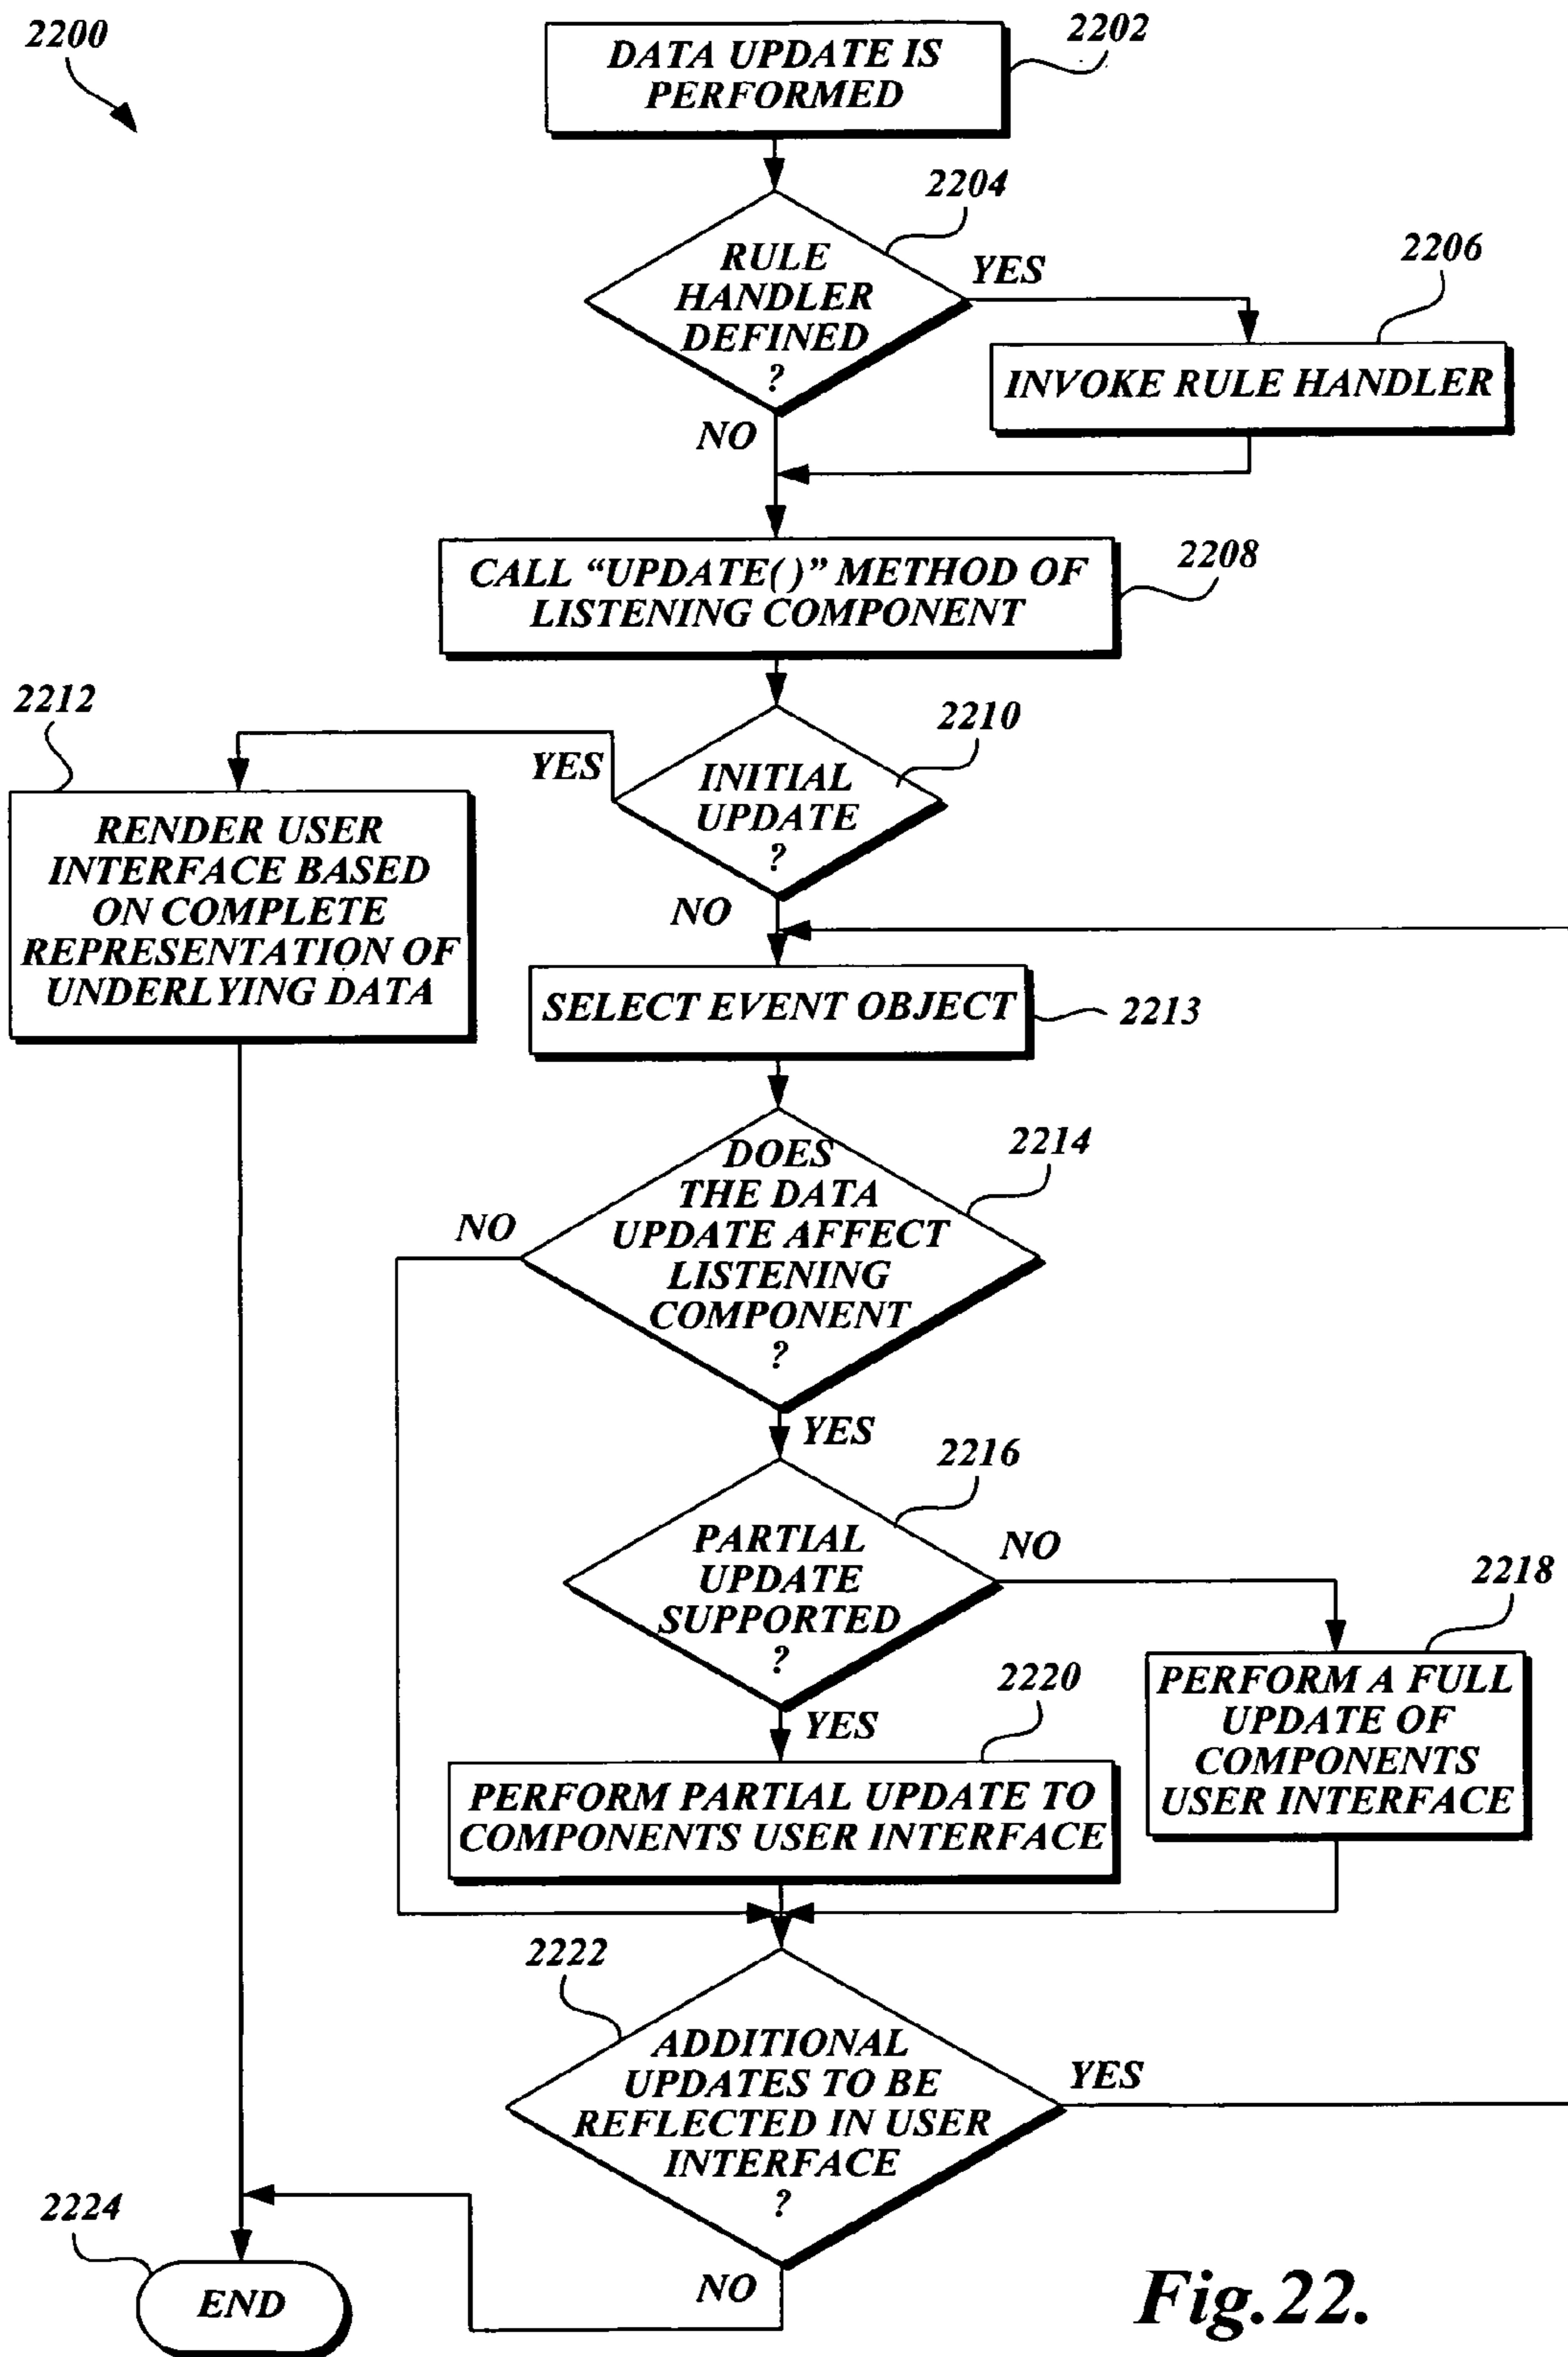 2200
DATA UPDATE IS
PERFORMED
2202
2204
RULE
HANDLER
DEFINED
?
YES
NO
2206
INVOKE RULE HANDLER
CALL “UPDATE( )” METHOD OF
LISTENING COMPONENT
2208
2210
INITIAL
UPDATE
?
YES
NO
2212
RENDER USER
INTERFACE BASED
ON COMPLETE
REPRESENTATION OF
UNDERLYING DATA
SELECT EVENT OBJECT
2213
2214
DOES
THE DATA
UPDATE AFFECT
LISTENING
COMPONENT
?
NO
YES
2216
PARTIAL
UPDATE
SUPPORTED
?
NO
YES
2218
PERFORM A FULL
UPDATE OF
COMPONENTS
USER INTERFACE
2220
PERFORM PARTIAL UPDATE TO
COMPONENTS USER INTERFACE
2222
ADDITIONAL
UPDATES TO BE
REFLECTED IN USER
INTERFACE
?
YES
NO
2224
END
Fig.22.